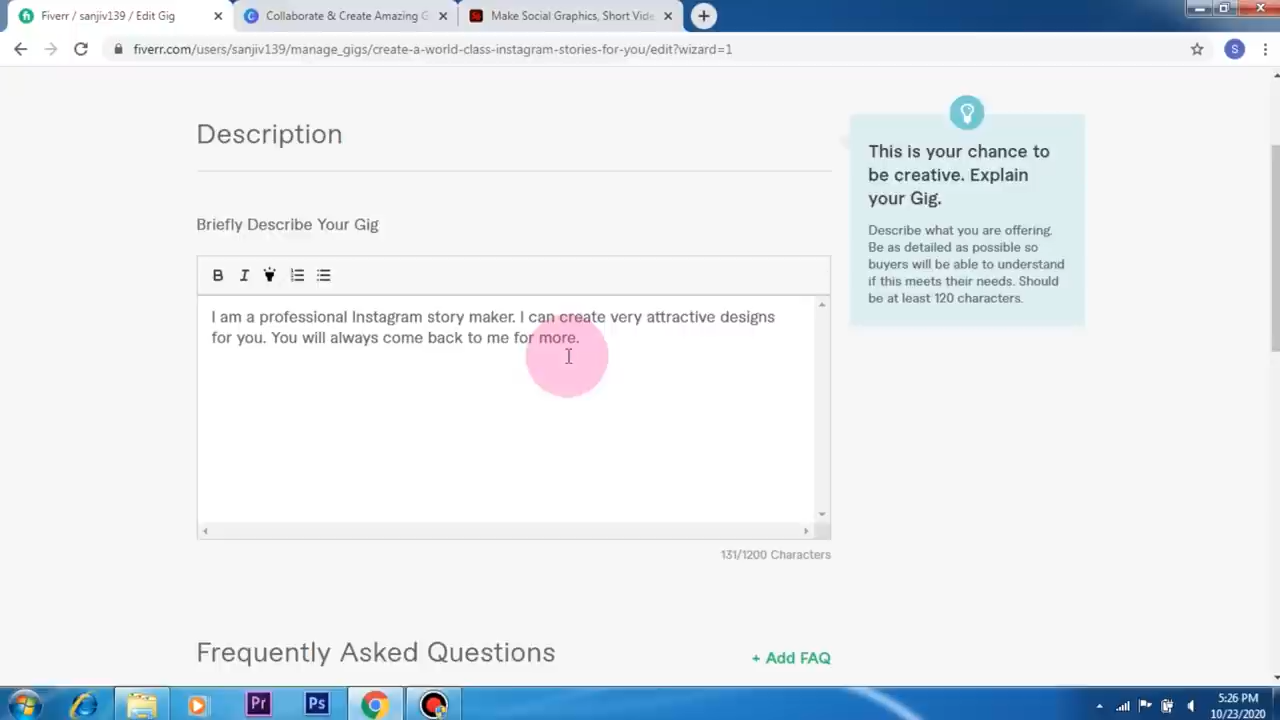 Fiverr / sanjiv139 / Edit Gig
Collaborate & Create Amazing G
Make Social Graphics, Short Vide
fiverr.com/users/sanjiv139/manage_gigs/create-a-world-class-instagram-stories-for-you/edit?wizard=1
S
Description
Briefly Describe Your Gig
B I
I am a professional Instagram story maker. I can create very attractive designs
for you. You will always come back to me for more.
131/1200 Characters
This is your chance to
be creative. Explain
your Gig.
Describe what you are offering.
Be as detailed as possible so
buyers will be able to understand
if this meets their needs. Should
be at least 120 characters.
Frequently Asked Questions
+ Add FAQ
Pr
Ps
5:26 PM
10/23/2020